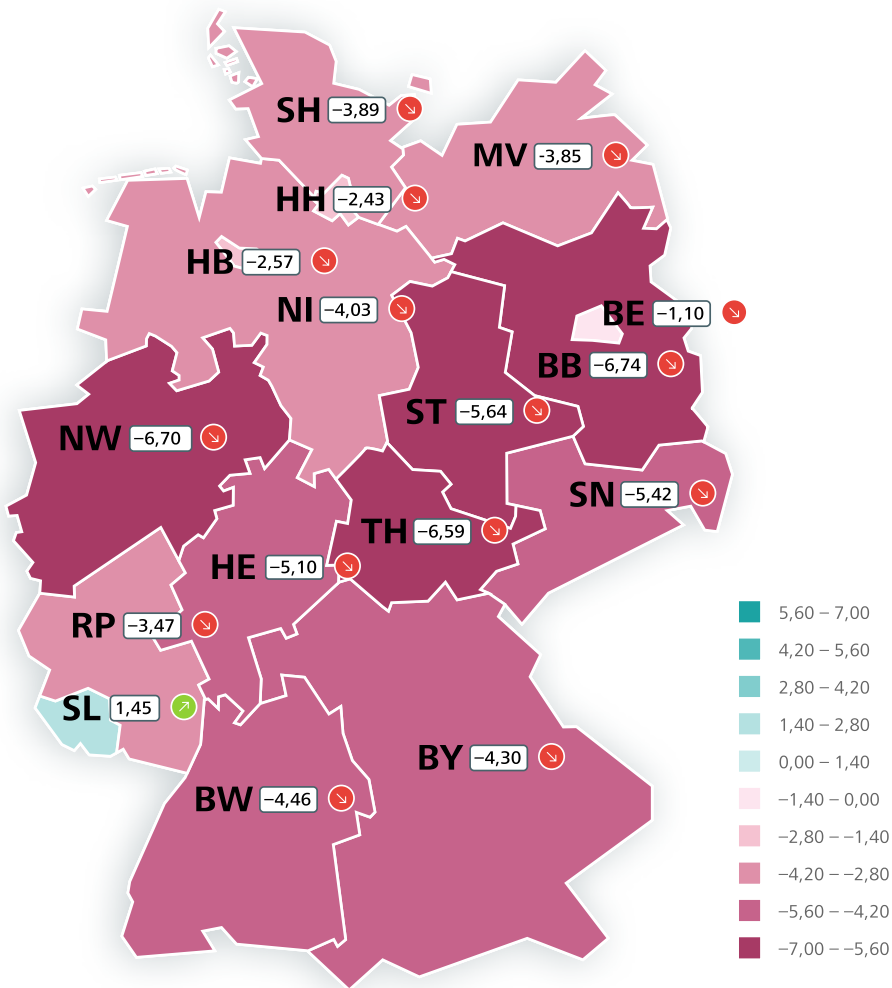 SH −3,89
MV -3,85
HH −2,43
HB −2,57
NI −4,03
BE −1,10
BB −6,74
ST −5,64
NW −6,70
SN −5,42
TH −6,59
HE −5,10
RP −3,47
SL 1,45
BY −4,30
BW −4,46
5,60 – 7,00
4,20 – 5,60
2,80 – 4,20
1,40 – 2,80
0,00 – 1,40
−1,40 – 0,00
−2,80 – −1,40
−4,20 – −2,80
−5,60 – −4,20
−7,00 – −5,60